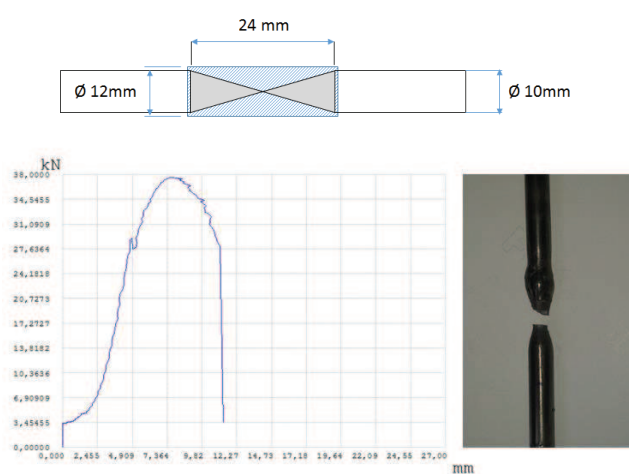 24 mm
Ø 12mm
Ø 10mm
kN
38,0000
34,5455
31,0909
27,6364
24,1818
20,7273
17,2727
13,8182
10,3636
6,90909
3,45455
0,00000
0,000 2,455 4,909 7,364 9,82 12,27 14,73 17,18 19,64 22,09 24,55 27,00
mm